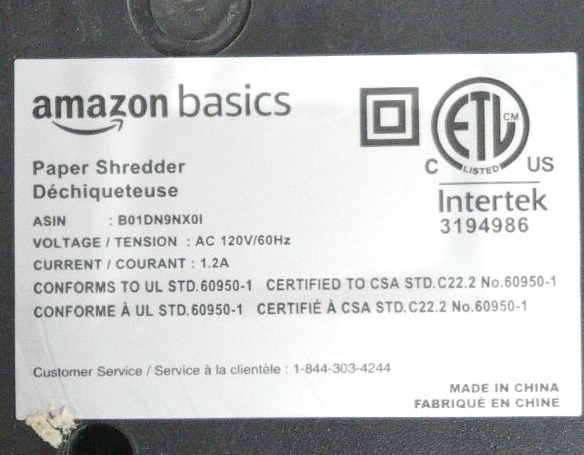 amazon basics
Paper Shredder
Déchiqueteuse
ASIN : B01DN9NX0I
VOLTAGE / TENSION : AC 120V/60Hz
CURRENT / COURANT : 1.2A
CONFORMS TO UL STD.60950-1 CERTIFIED TO CSA STD.C22.2 No.60950-1
CONFORME À UL STD.60950-1 CERTIFIÉ À CSA STD.C22.2 No.60950-1
Customer Service / Service à la clientèle : 1-844-303-4244
ETL CM
LISTED
C US
Intertek
3194986
MADE IN CHINA
FABRIQUÉ EN CHINE